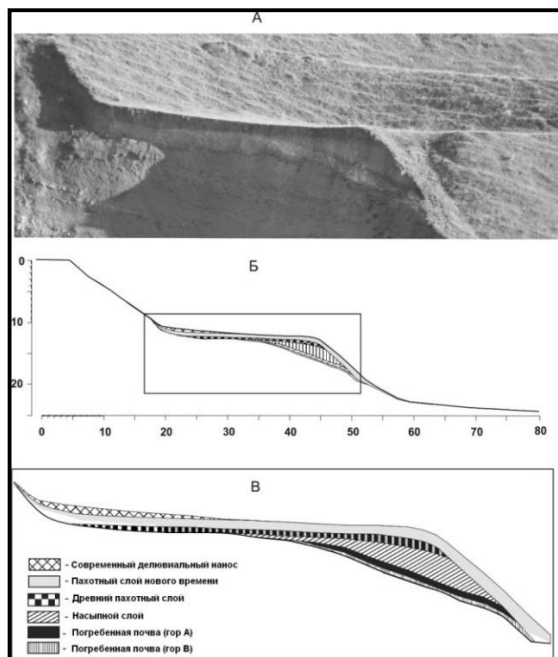 А
Б
0
10
20
0 10 20 30 40 50 60 70 80
В
- Современный делювиальный нанос
- Пахотный слой нового времени
- Древний пахотный слой
- Насыпной слой
- Погребенная почва (гор А)
- Погребенная почва (гор В)